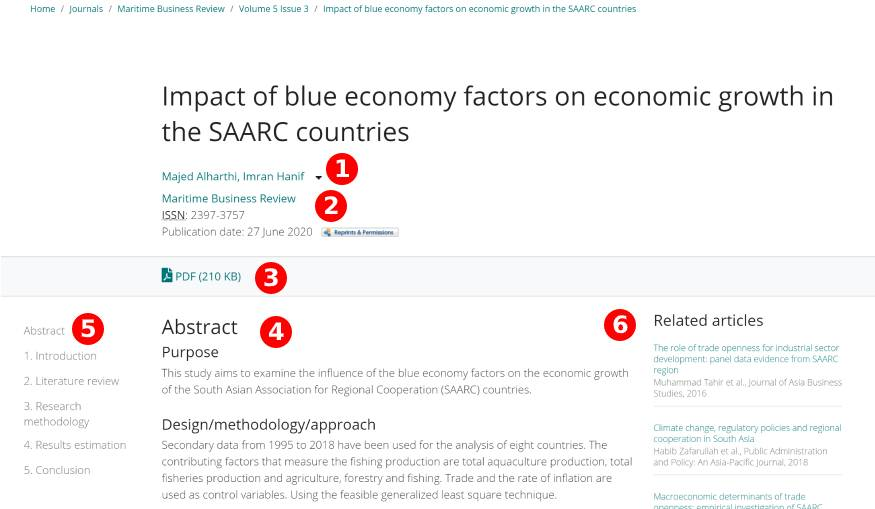 Home / Journals / Maritime Business Review / Volume 5 Issue 3 / Impact of blue economy factors on economic growth in the SAARC countries
Impact of blue economy factors on economic growth in
the SAARC countries
Majed Alharthi, Imran Hanif
1
Maritime Business Review
2
ISSN: 2397-3757
Publication date: 27 June 2020 Reprints & Permissions
PDF (210 KB)
3
Abstract
5
1. Introduction
2. Literature review
3. Research
methodology
4. Results estimation
5. Conclusion
Abstract
4
Purpose
This study aims to examine the influence of the blue economy factors on the economic growth
of the South Asian Association for Regional Cooperation (SAARC) countries.
Design/methodology/approach
Secondary data from 1995 to 2018 have been used for the analysis of eight countries. The
contributing factors that measure the fishing production are total aquaculture production, total
fisheries production and agriculture, forestry and fishing. Trade and the rate of inflation are
used as control variables. Using the feasible generalized least square technique.
6
Related articles
The role of trade openness for industrial sector
development: panel data evidence from SAARC
region
Muhammad Tahir et al., Journal of Asia Business
Studies, 2016
Climate change, regulatory policies and regional
cooperation in South Asia
Habib Zafarullah et al., Public Administration
and Policy: An Asia-Pacific Journal, 2018
Macroeconomic determinants of trade
openness: empirical investigation of SAARC